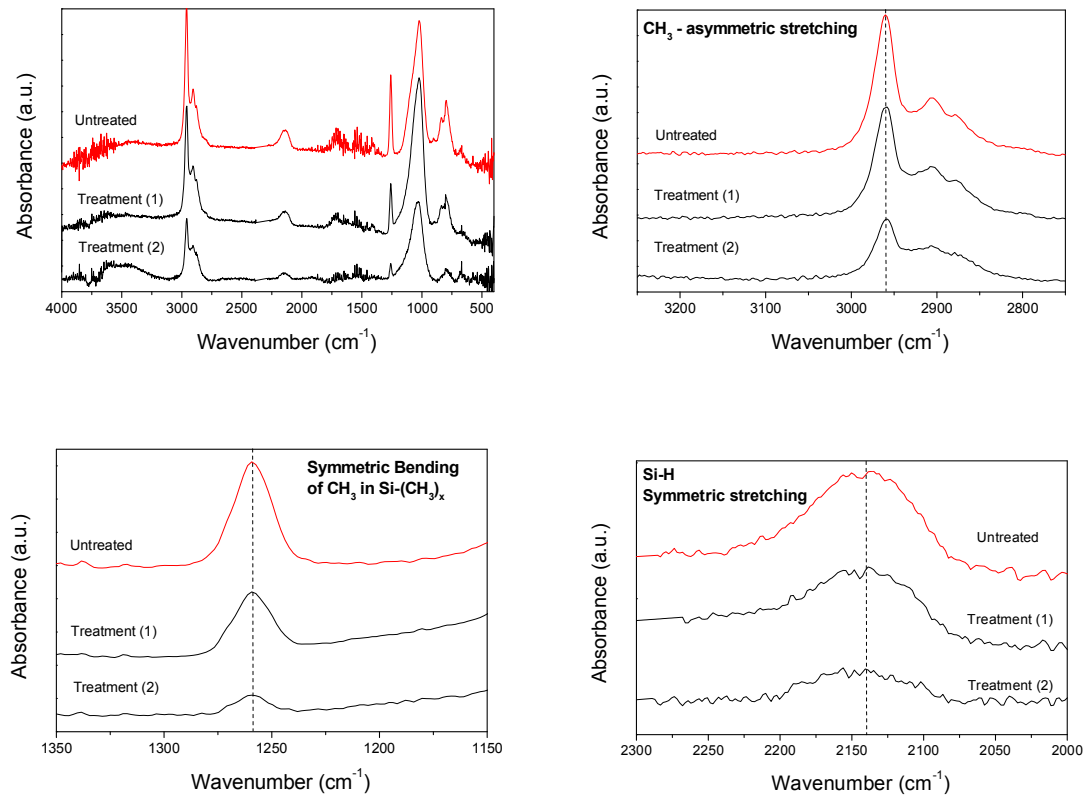 Absorbance (a.u.)
Untreated
Treatment (1)
Treatment (2)
4000 3500 3000 2500 2000 1500 1000 500
Wavenumber (cm⁻¹)
CH₃ - asymmetric stretching
Absorbance (a.u.)
Untreated
Treatment (1)
Treatment (2)
3200 3100 3000 2900 2800
Wavenumber (cm⁻¹)
Symmetric Bending
of CH₃ in Si-(CH₃)ₓ
Absorbance (a.u.)
Untreated
Treatment (1)
Treatment (2)
1350 1300 1250 1200 1150
Wavenumber (cm⁻¹)
Si-H
Symmetric stretching
Absorbance (a.u.)
Untreated
Treatment (1)
Treatment (2)
2300 2250 2200 2150 2100 2050 2000
Wavenumber (cm⁻¹)